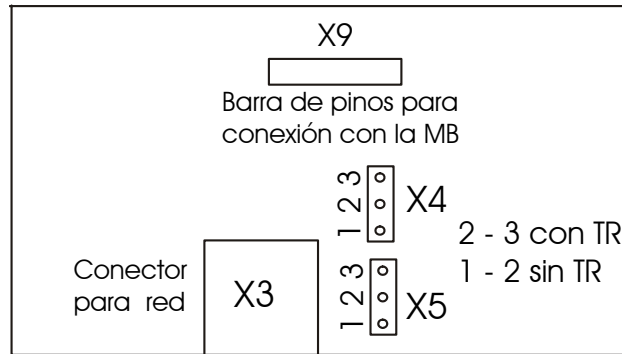 X9
Barra de pinos para
conexión con la MB
1 2 3
X4
2 - 3 con TR
1 - 2 sin TR
Conector
para red
X3
1 2 3
X5